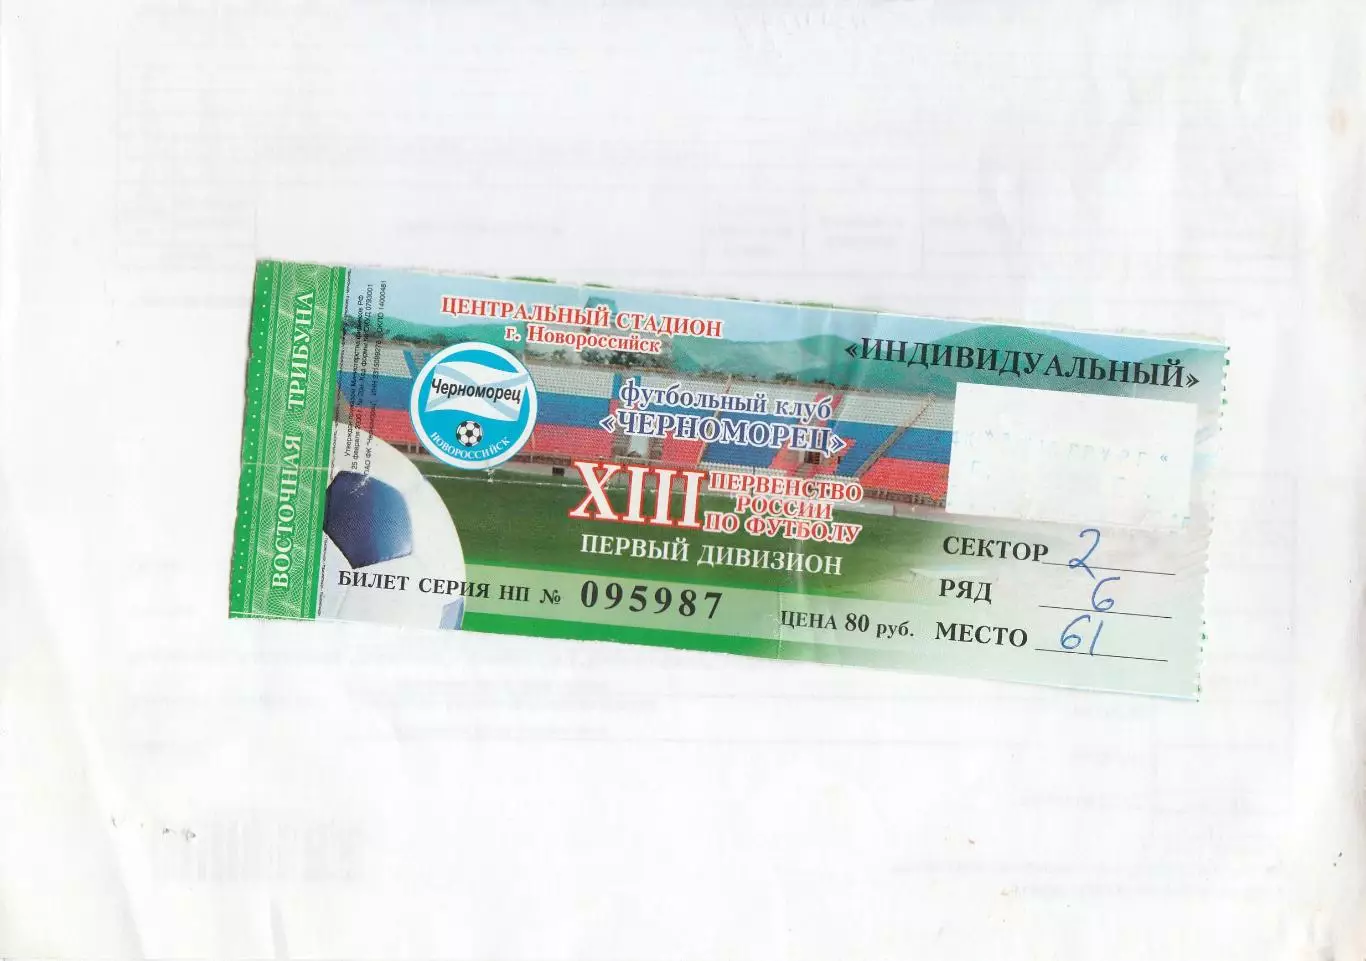 ВОСТОЧНАЯ ТРИБУНА
ЦЕНТРАЛЬНЫЙ СТАДИОН
г. Новороссийск
Черноморец
НОВОРОССИЙСК
футбольный клуб
«ЧЕРНОМОРЕЦ»
XIII
ПЕРВЕНСТВО
РОССИИ
ПО ФУТБОЛУ
ПЕРВЫЙ ДИВИЗИОН
БИЛЕТ СЕРИЯ НП № 095987
ЦЕНА 80 руб.
«ИНДИВИДУАЛЬНЫЙ»
СЕКТОР 2
РЯД 6
МЕСТО 61